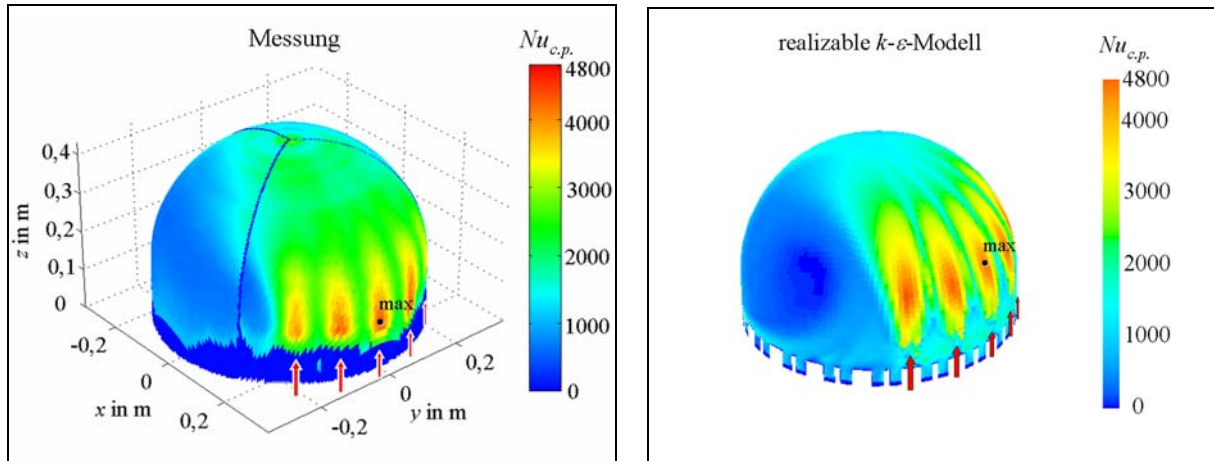 Messung
Nu c.p.
4800
4000
3000
2000
1000
0
0,4
0,3
0,2
0,1
0
z in m
-0,2
0
0,2
x in m
-0,2
0
0,2
y in m
max
realizable k-ε-Modell
Nu c.p.
4800
4000
3000
2000
1000
0
max